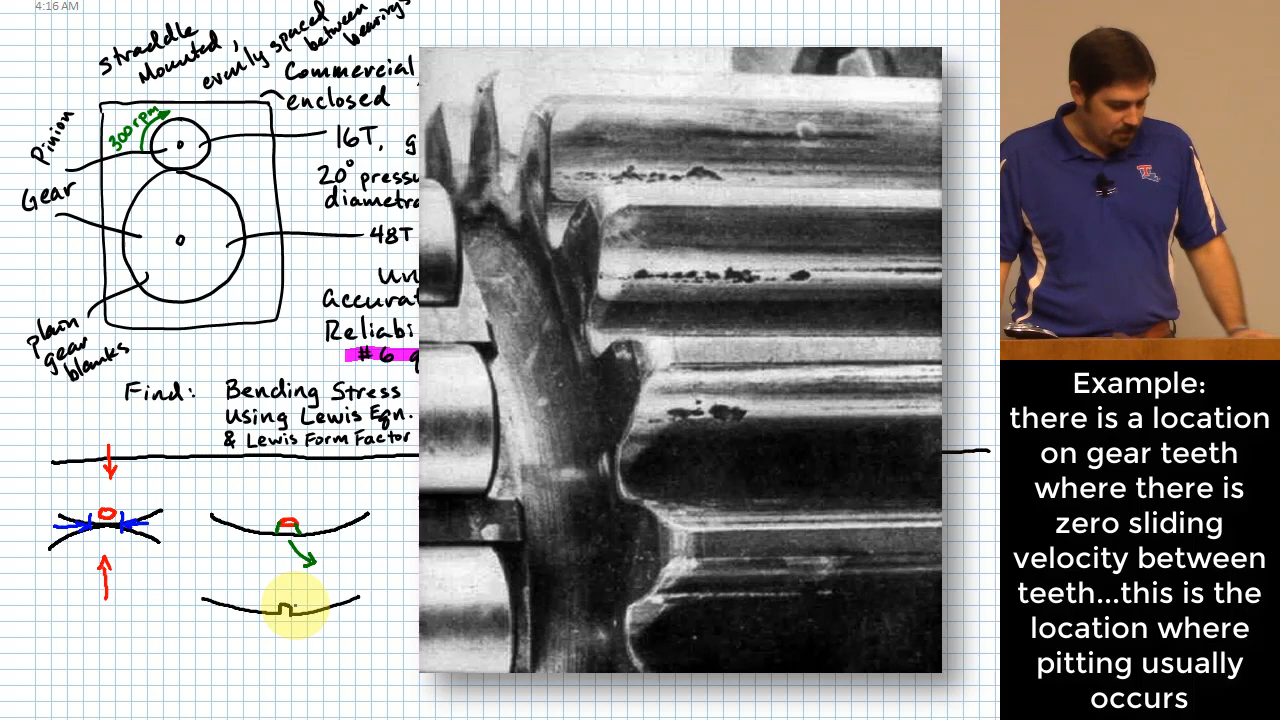 4:16 AM
straddle
Mounted,
evenly spaced
between
bearings
Commercial
enclosed
Pinion
300 rpm
16T, g
Gear
20° pressu
diametra
48T
Un
Accurat
Reliabi
#6 q
plain
gear
blanks
Find: Bending Stress
using Lewis Eqn.
& Lewis Form Factor
Example:
there is a location
on gear teeth
where there is
zero sliding
velocity between
teeth...this is the
location where
pitting usually
occurs